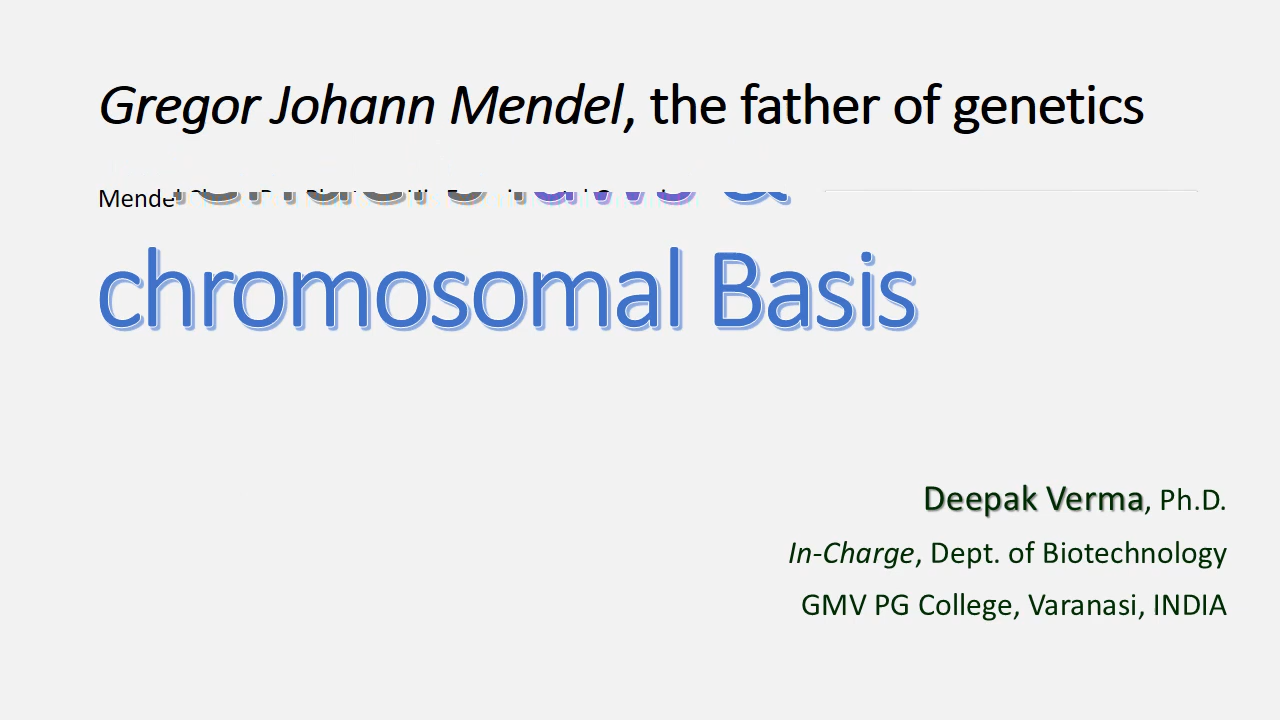 Gregor Johann Mendel, the father of genetics
chromosomal Basis
Deepak Verma, Ph.D.
In-Charge, Dept. of Biotechnology
GMV PG College, Varanasi, INDIA